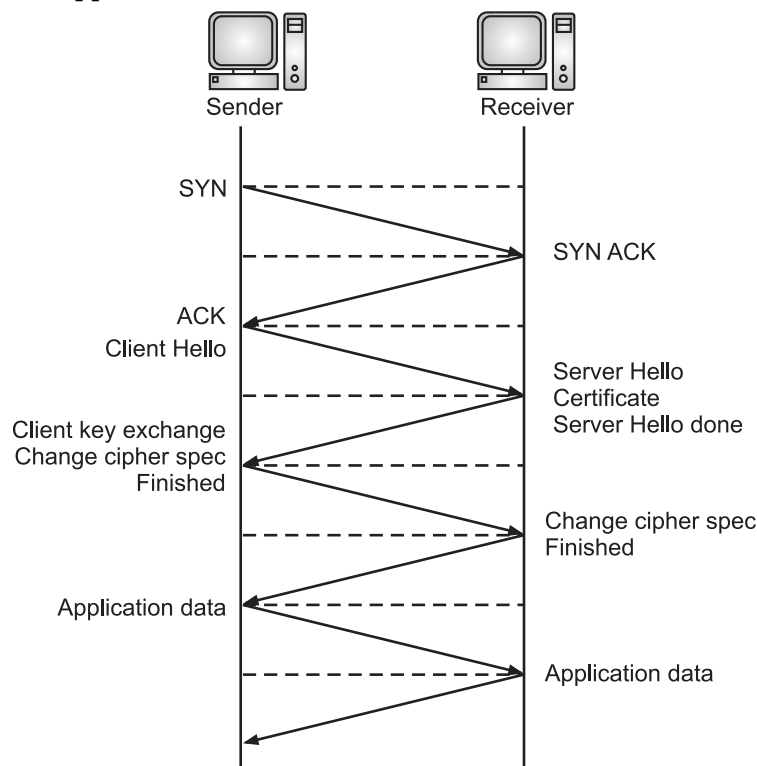 Sender
Receiver
SYN
SYN ACK
ACK
Client Hello
Server Hello
Certificate
Server Hello done
Client key exchange
Change cipher spec
Finished
Change cipher spec
Finished
Application data
Application data